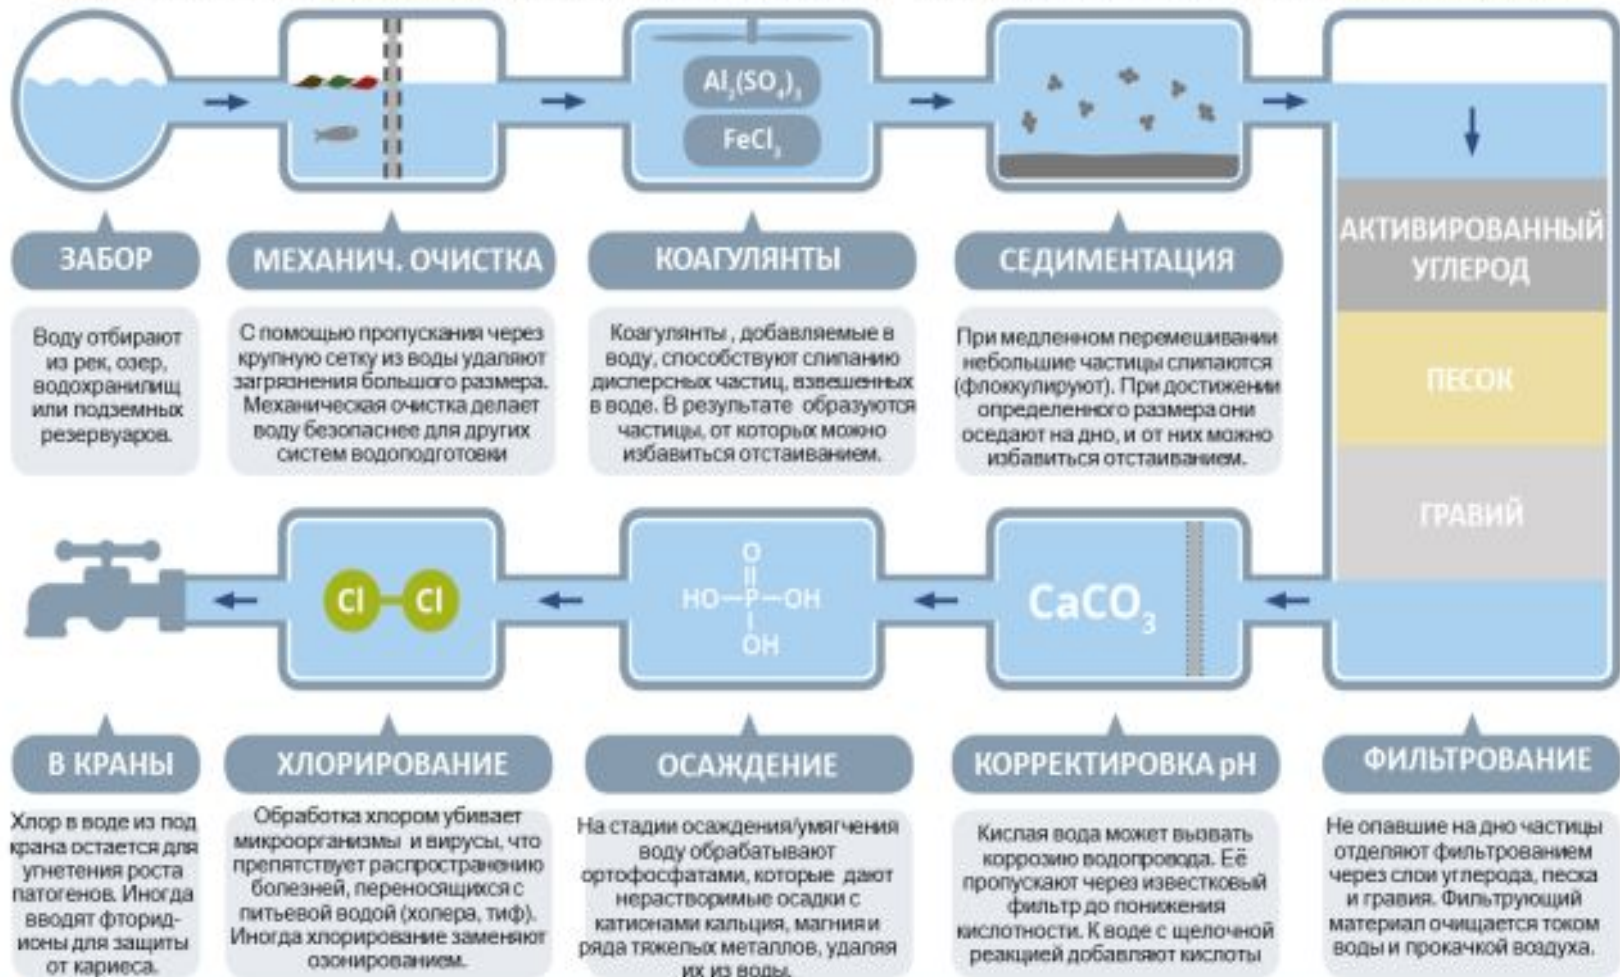 Al₂(SO₄)₃
FeCl₃
АКТИВИРОВАННЫЙ
УГЛЕРОД
ПЕСОК
ГРАВИЙ
ЗАБОР
Воду отбирают
из рек, озер,
водохранилищ
или подземных
резервуаров.
МЕХАНИЧ. ОЧИСТКА
С помощью пропускания через
крупную сетку из воды удаляют
загрязнения большого размера.
Механическая очистка делает
воду безопаснее для других
систем водоподготовки
КОАГУЛЯНТЫ
Коагулянты , добавляемые в
воду, способствуют слипанию
дисперсных частиц, взвешенных
в воде. В результате образуются
частицы, от которых можно
избавиться отстаиванием.
СЕДИМЕНТАЦИЯ
При медленном перемешивании
небольшие частицы слипаются
(флоккулируют). При достижении
определенного размера они
оседают на дно, и от них можно
избавиться отстаиванием.
Cl–Cl
O
HO–P–OH
OH
CaCO₃
В КРАНЫ
Хлор в воде из под
крана остается для
угнетения роста
патогенов. Иногда
вводят фторид-
ионы для защиты
от кариеса.
ХЛОРИРОВАНИЕ
Обработка хлором убивает
микроорганизмы и вирусы, что
препятствует распространению
болезней, переносящихся с
питьевой водой (холера, тиф).
Иногда хлорирование заменяют
озонированием.
ОСАЖДЕНИЕ
На стадии осаждения/умягчения
воду обрабатывают
ортофосфатами, которые дают
нерастворимые осадки с
катионами кальция, магния и
ряда тяжелых металлов, удаляя
их из воды.
КОРРЕКТИРОВКА pH
Кислая вода может вызвать
коррозию водопровода. Её
пропускают через известковый
фильтр до понижения
кислотности. К воде с щелочной
реакцией добавляют кислоты
ФИЛЬТРОВАНИЕ
Не опавшие на дно частицы
отделяют фильтрованием
через слои углерода, песка
и гравия. Фильтрующий
материал очищается током
воды и прокачкой воздуха.